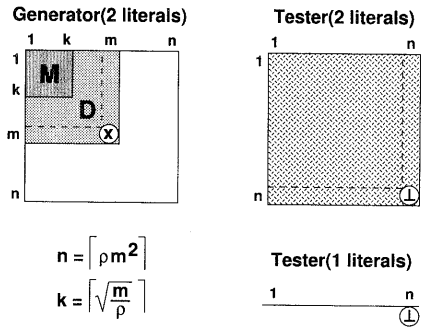 Generator(2 literals)
1 k m n
1
k
m
n
M
D
x
n = ⌈ρm²⌉
k = ⌈√(m/ρ)⌉
Tester(2 literals)
1 n
1
n
⊥
Tester(1 literals)
1 n
⊥